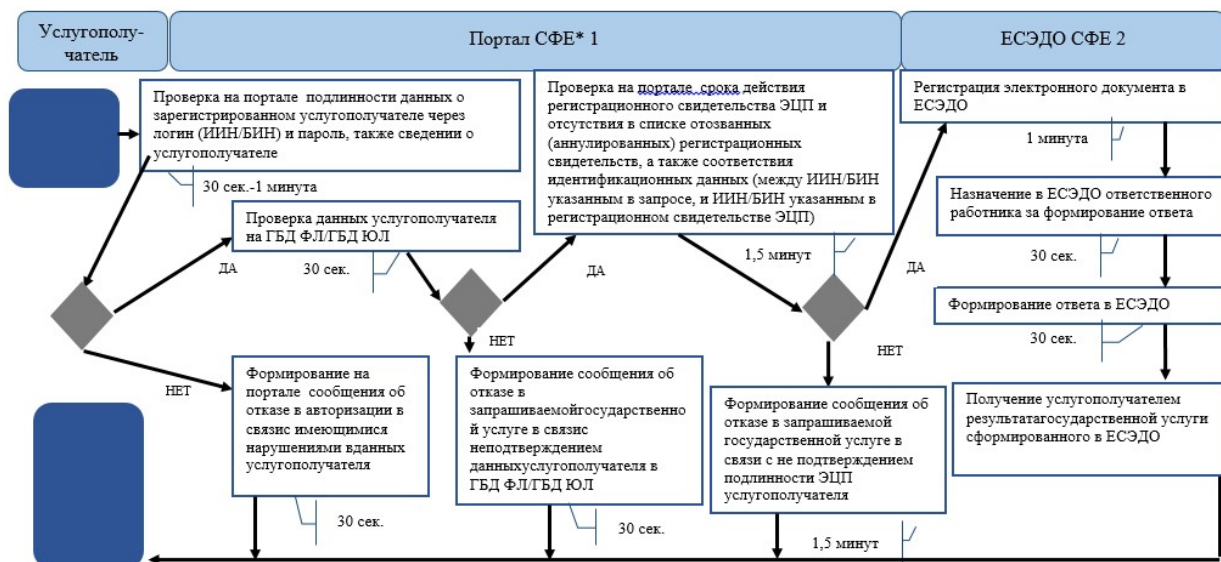 Услугополу-
чатель
Портал СФЕ* 1
ЕСЭДО СФЕ 2
Проверка на портале подлинности данных о
зарегистрированном услугополучателе через
логин (ИИН/БИН) и пароль, также сведении о
услугополучателе
30 сек.-1 минута
Проверка данных услугополучателя
на ГБД ФЛ/ГБД ЮЛ
30 сек.
ДА
НЕТ
Формирование на
портале сообщения об
отказе в авторизации в
связис имеющимися
нарушениями вданных
услугополучателя
30 сек.
Проверка на портале срока действия
регистрационного свидетельства ЭЦП и
отсутствия в списке отозванных
(аннулированных) регистрационных
свидетельств, а также соответствия
идентификационных данных (между ИИН/БИН
указанным в запросе, и ИИН/БИН указанным в
регистрационном свидетельстве ЭЦП)
1,5 минут
ДА
НЕТ
Формирование сообщения об
отказе в
запрашиваемойгосударственно
й услуге в связис
неподтверждением
данныхуслугополучателя в
ГБД ФЛ/ГБД ЮЛ
30 сек.
ДА
НЕТ
Формирование сообщения об
отказе в запрашиваемой
государственной услуге в
связи с не подтверждением
подлинности ЭЦП
услугополучателя
1,5 минут
Регистрация электронного документа в
ЕСЭДО
1 минута
Назначение в ЕСЭДО ответственного
работника за формирование ответа
30 сек.
Формирование ответа в ЕСЭДО
30 сек.
Получение услугополучателем
результатагосударственной услуги
сформированного в ЕСЭДО